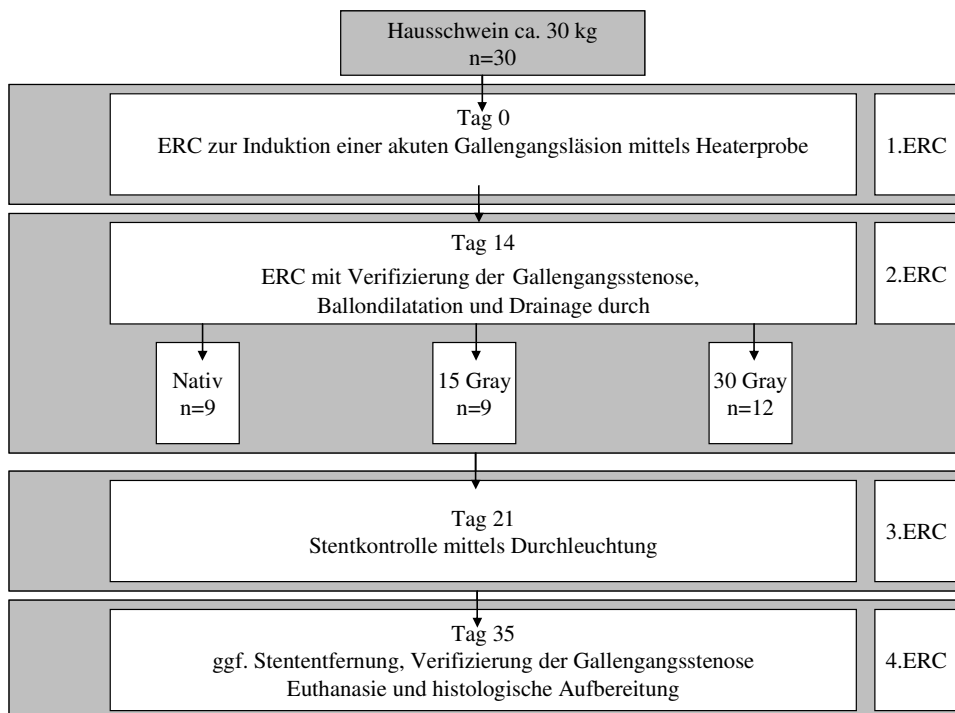 Hausschwein ca. 30 kg
n=30
Tag 0
ERC zur Induktion einer akuten Gallengangsläsion mittels Heaterprobe
1.ERC
Tag 14
ERC mit Verifizierung der Gallengangsstenose,
Ballondilatation und Drainage durch
2.ERC
Nativ
n=9
15 Gray
n=9
30 Gray
n=12
Tag 21
Stentkontrolle mittels Durchleuchtung
3.ERC
Tag 35
ggf. Stententfernung, Verifizierung der Gallengangsstenose
Euthanasie und histologische Aufbereitung
4.ERC